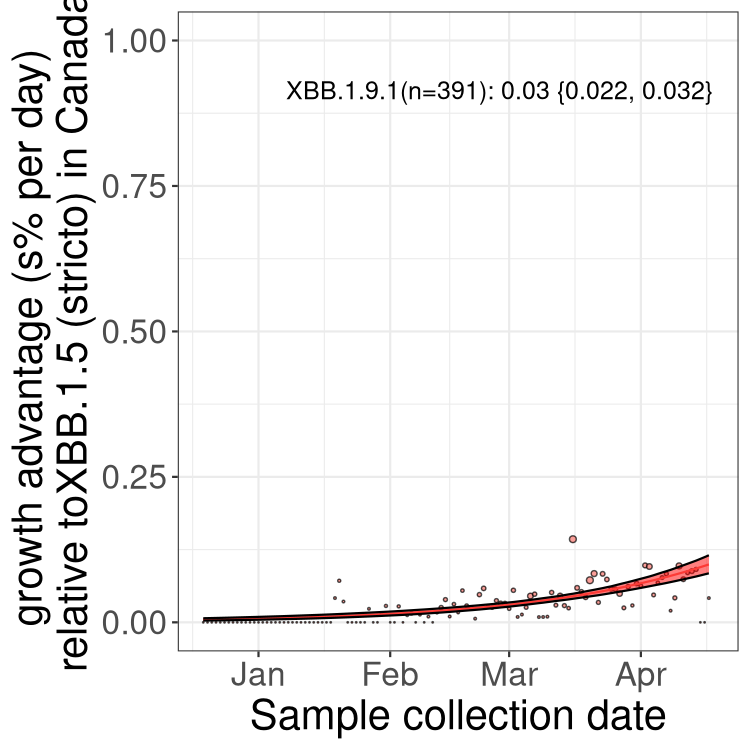 growth advantage (s% per day)
relative toXBB.1.5 (stricto) in Canada
1.00
0.75
0.50
0.25
0.00
XBB.1.9.1(n=391): 0.03 {0.022, 0.032}
Jan
Feb
Mar
Apr
Sample collection date